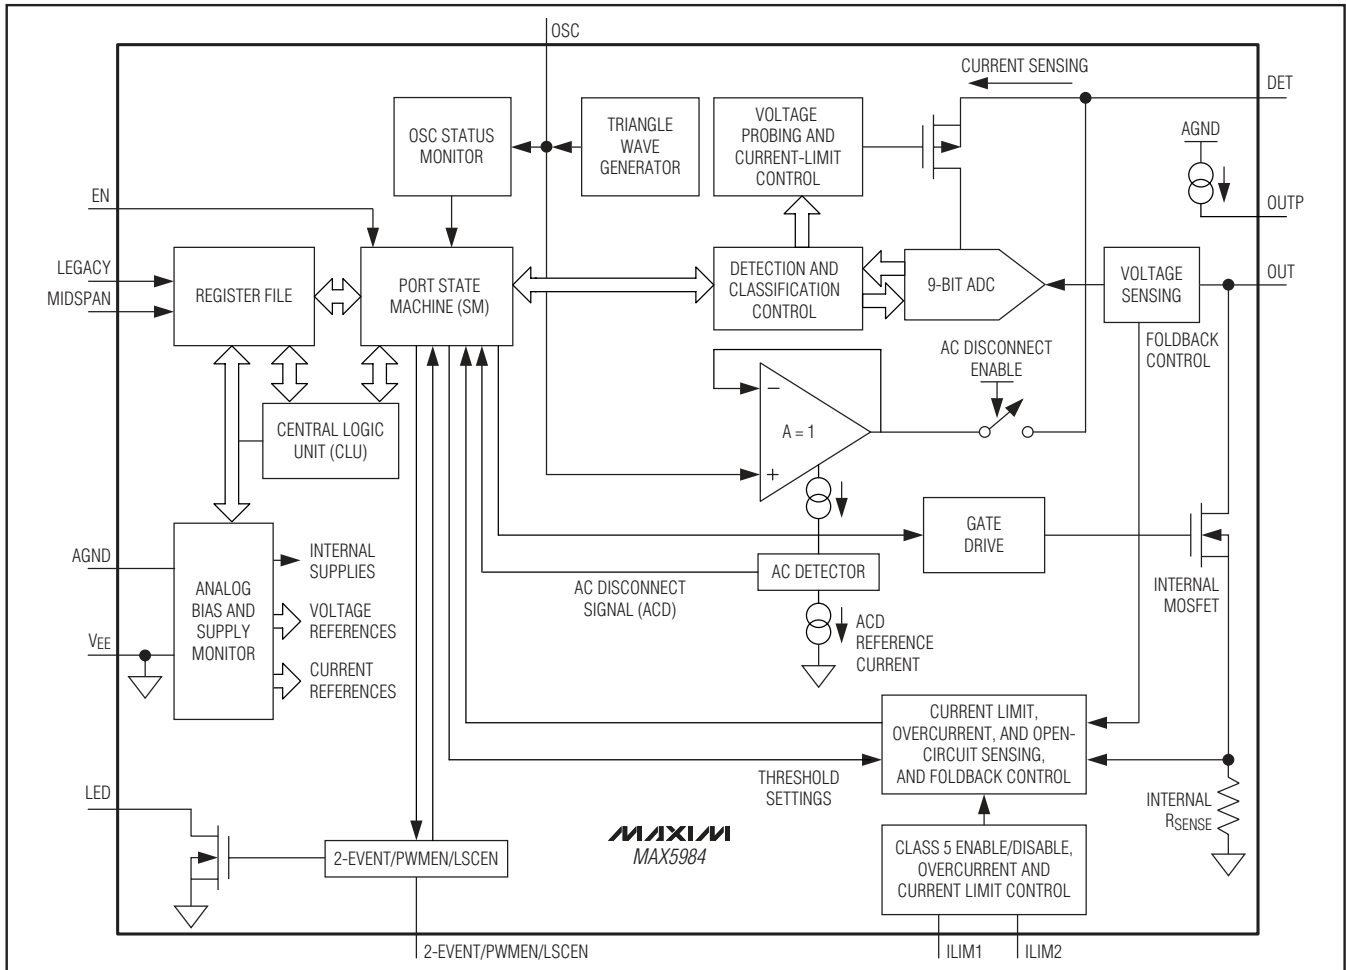 OSC
CURRENT SENSING
DET
OSC STATUS
MONITOR
TRIANGLE
WAVE
GENERATOR
VOLTAGE
PROBING AND
CURRENT-LIMIT
CONTROL
AGND
OUTP
EN
LEGACY
MIDSPAN
REGISTER FILE
PORT STATE
MACHINE (SM)
DETECTION AND
CLASSIFICATION
CONTROL
9-BIT ADC
VOLTAGE
SENSING
OUT
FOLDBACK
CONTROL
AC DISCONNECT
ENABLE
CENTRAL LOGIC
UNIT (CLU)
−
A = 1
+
AGND
VEE
ANALOG
BIAS AND
SUPPLY
MONITOR
INTERNAL
SUPPLIES
VOLTAGE
REFERENCES
CURRENT
REFERENCES
GATE
DRIVE
AC DETECTOR
AC DISCONNECT
SIGNAL (ACD)
ACD
REFERENCE
CURRENT
INTERNAL
MOSFET
CURRENT LIMIT,
OVERCURRENT, AND OPEN-
CIRCUIT SENSING,
AND FOLDBACK CONTROL
THRESHOLD
SETTINGS
INTERNAL
RSENSE
LED
2-EVENT/PWMEN/LSCEN
MAXIM
MAX5984
CLASS 5 ENABLE/DISABLE,
OVERCURRENT AND
CURRENT LIMIT CONTROL
2-EVENT/PWMEN/LSCEN
ILIM1
ILIM2